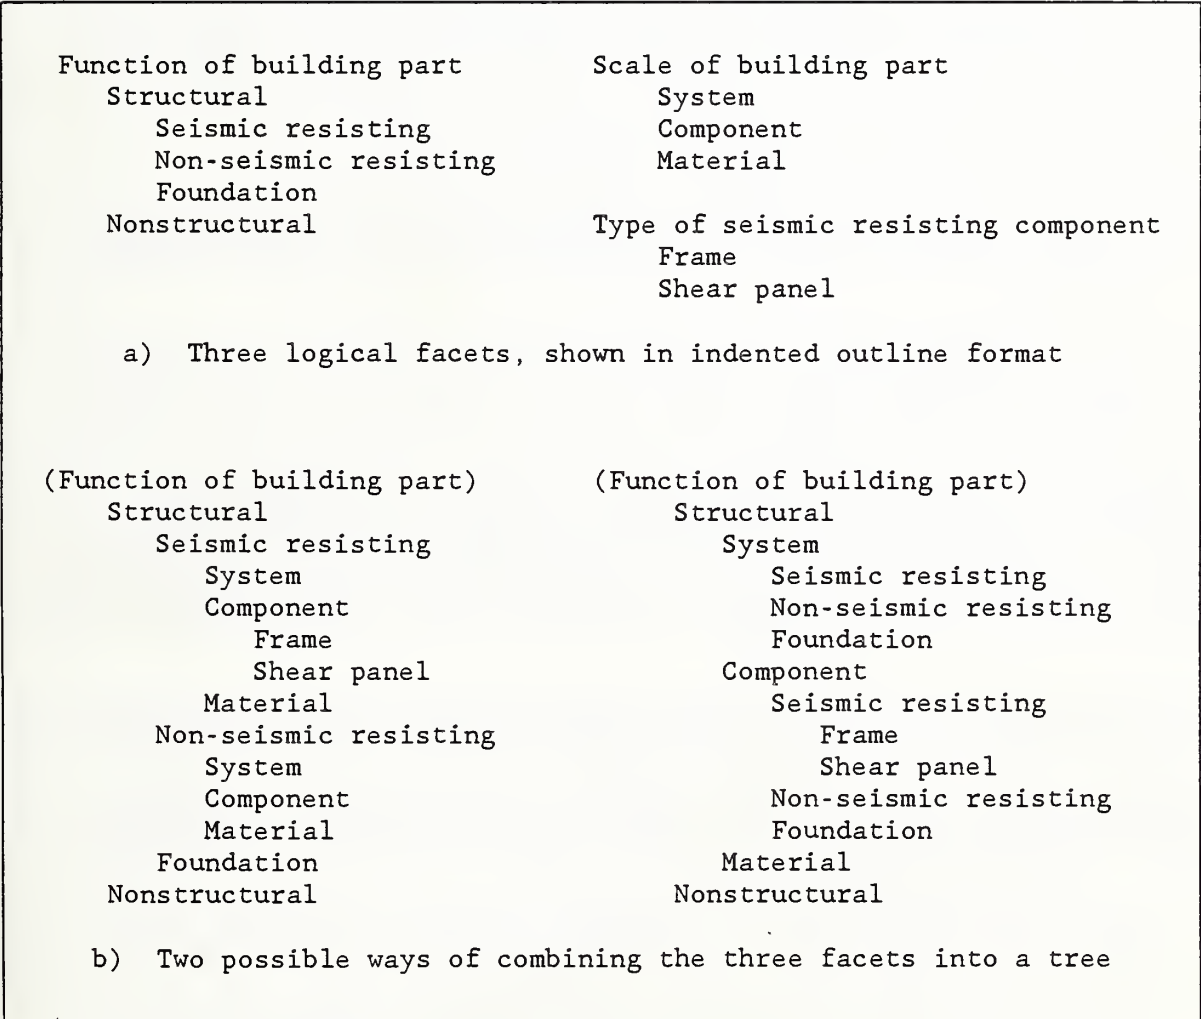 Function of building part
Structural
Seismic resisting
Non-seismic resisting
Foundation
Nonstructural
Scale of building part
System
Component
Material
Type of seismic resisting component
Frame
Shear panel
a) Three logical facets, shown in indented outline format
(Function of building part)
Structural
Seismic resisting
System
Component
Frame
Shear panel
Material
Non-seismic resisting
System
Component
Material
Foundation
Nonstructural
(Function of building part)
Structural
System
Seismic resisting
Non-seismic resisting
Foundation
Component
Seismic resisting
Frame
Shear panel
Non-seismic resisting
Foundation
Material
Nonstructural
b) Two possible ways of combining the three facets into a tree